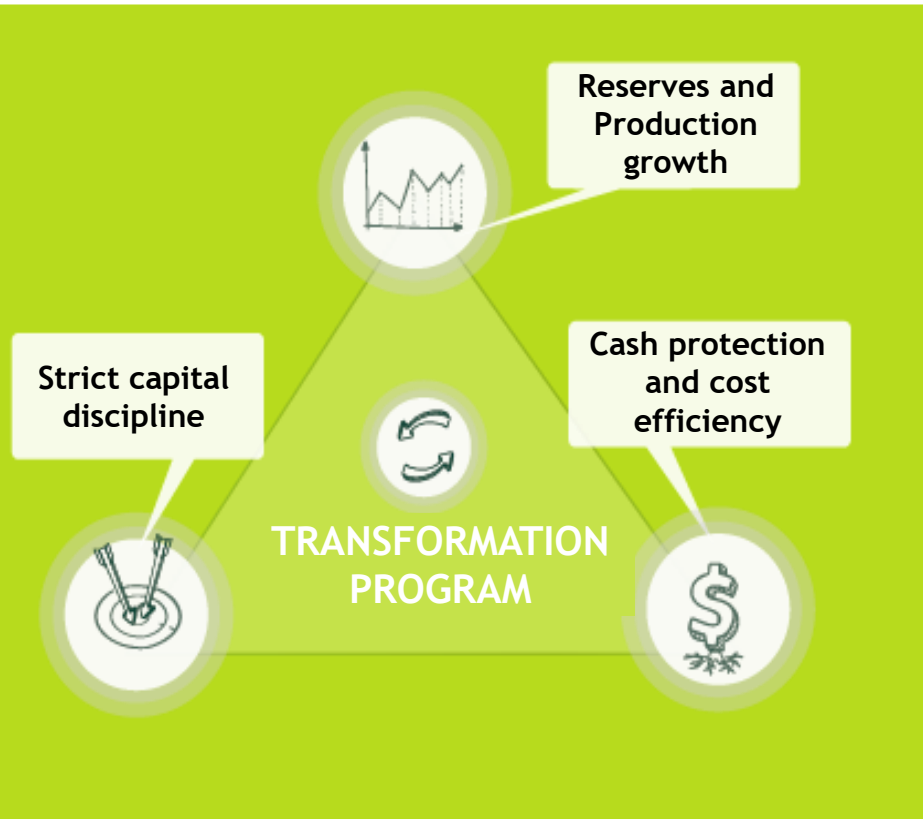 Reserves and
Production
growth
Strict capital
discipline
Cash protection
and cost
efficiency
TRANSFORMATION
PROGRAM